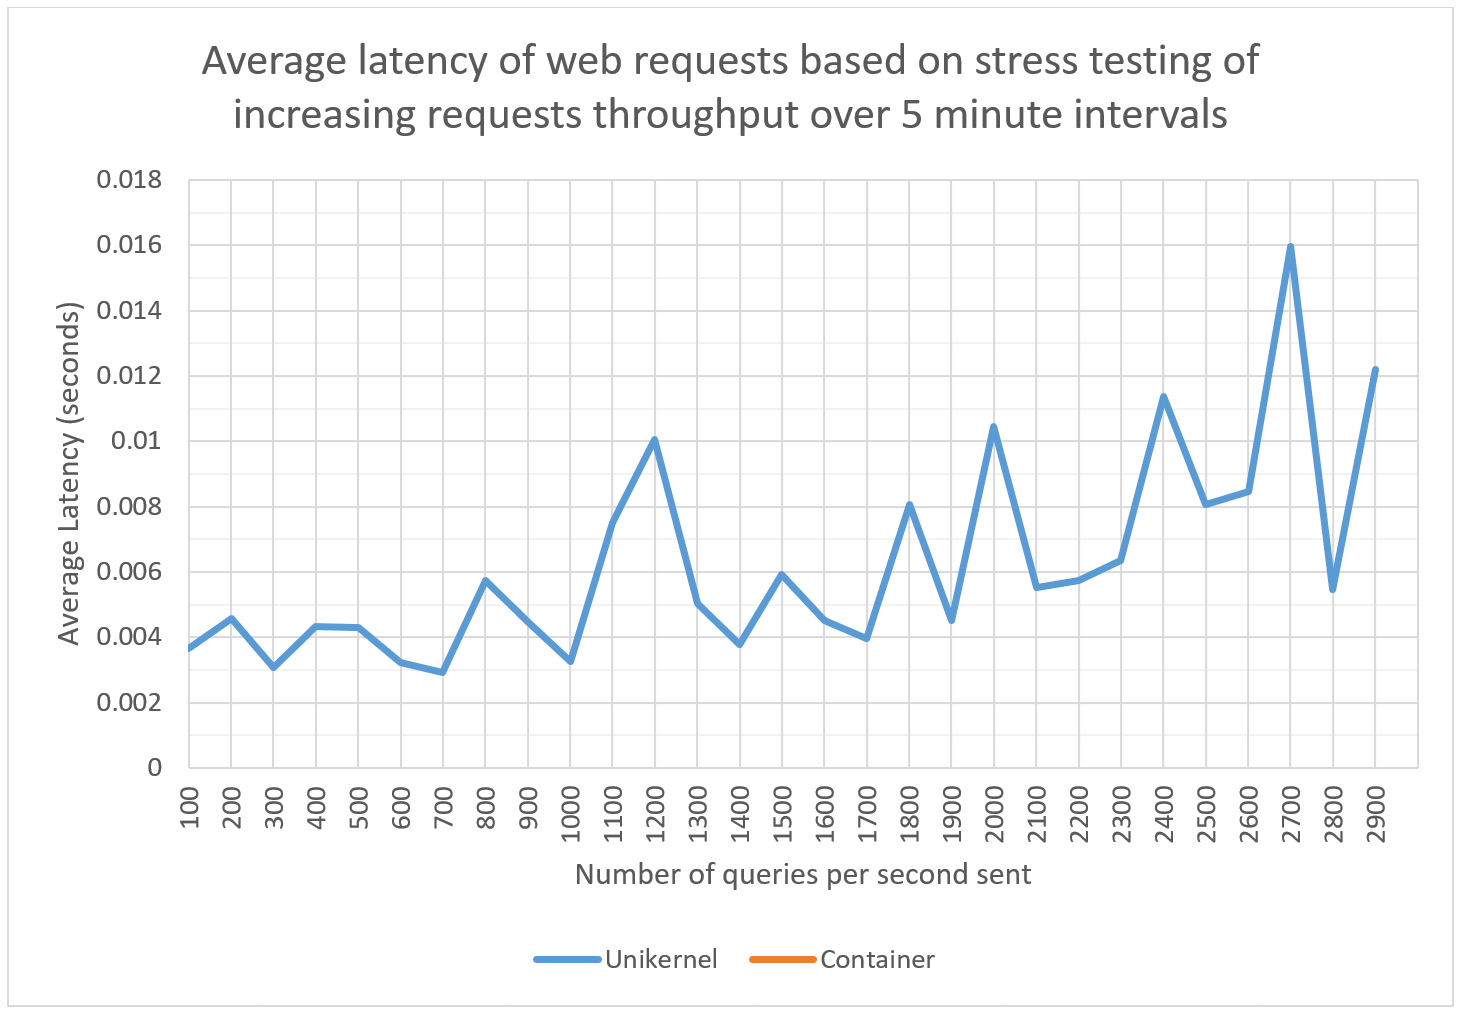 Average latency of web requests based on stress testing of
increasing requests throughput over 5 minute intervals
0.018
0.016
0.014
0.012
0.01
0.008
0.006
0.004
0.002
0
Average Latency (seconds)
100 200 300 400 500 600 700 800 900 1000 1100 1200 1300 1400 1500 1600 1700 1800 1900 2000 2100 2200 2300 2400 2500 2600 2700 2800 2900
Number of queries per second sent
Unikernel Container